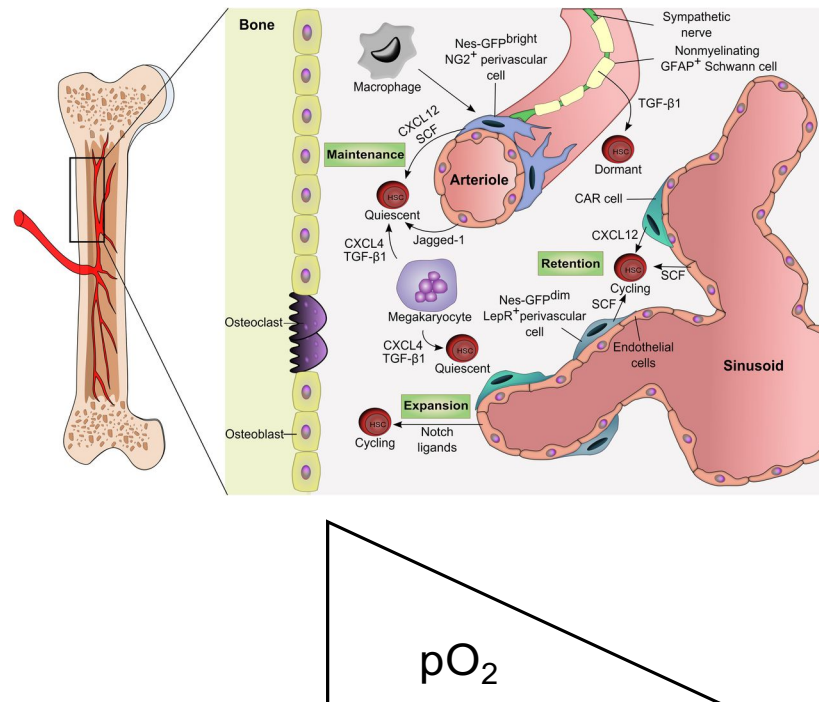 Bone
Macrophage
Nes-GFPbright
NG2+ perivascular
cell
Sympathetic
nerve
Nonmyelinating
GFAP+ Schwann cell
TGF-β1
HSC
Dormant
CXCL12
SCF
Maintenance
Arteriole
HSC
Quiescent
Jagged-1
CXCL4
TGF-β1
CAR cell
CXCL12
Retention
HSC
Cycling
SCF
SCF
Megakaryocyte
Nes-GFPdim
LepR+perivascular
cell
Osteoclast
CXCL4
TGF-β1
HSC
Quiescent
Endothelial
cells
Sinusoid
Expansion
HSC
Cycling
Notch
ligands
Osteoblast
pO2